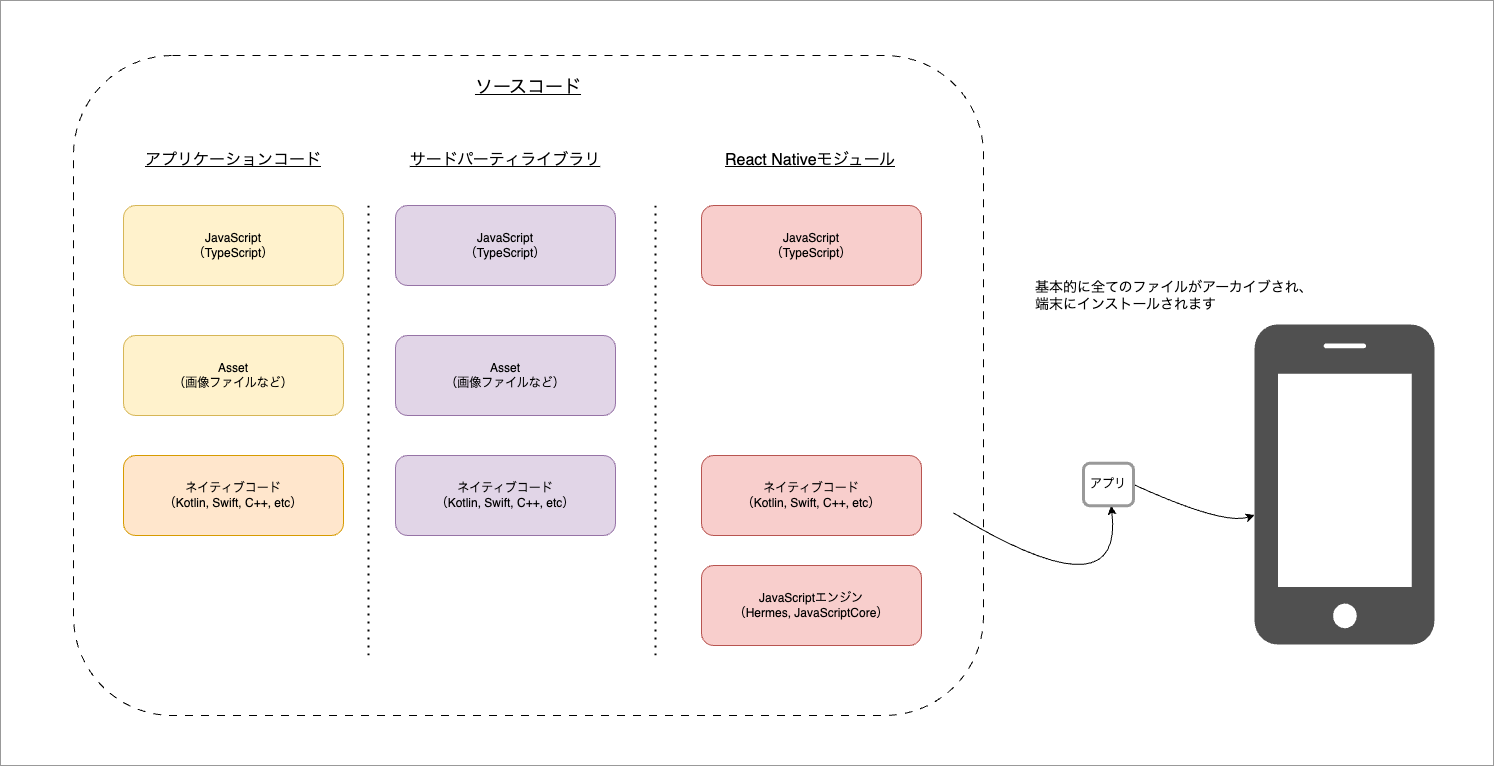 ソースコード
アプリケーションコード
サードパーティライブラリ
React Nativeモジュール
JavaScript
（TypeScript）
JavaScript
（TypeScript）
JavaScript
（TypeScript）
Asset
（画像ファイルなど）
Asset
（画像ファイルなど）
ネイティブコード
（Kotlin, Swift, C++, etc）
ネイティブコード
（Kotlin, Swift, C++, etc）
ネイティブコード
（Kotlin, Swift, C++, etc）
JavaScriptエンジン
（Hermes, JavaScriptCore）
基本的に全てのファイルがアーカイブされ、
端末にインストールされます
アプリ